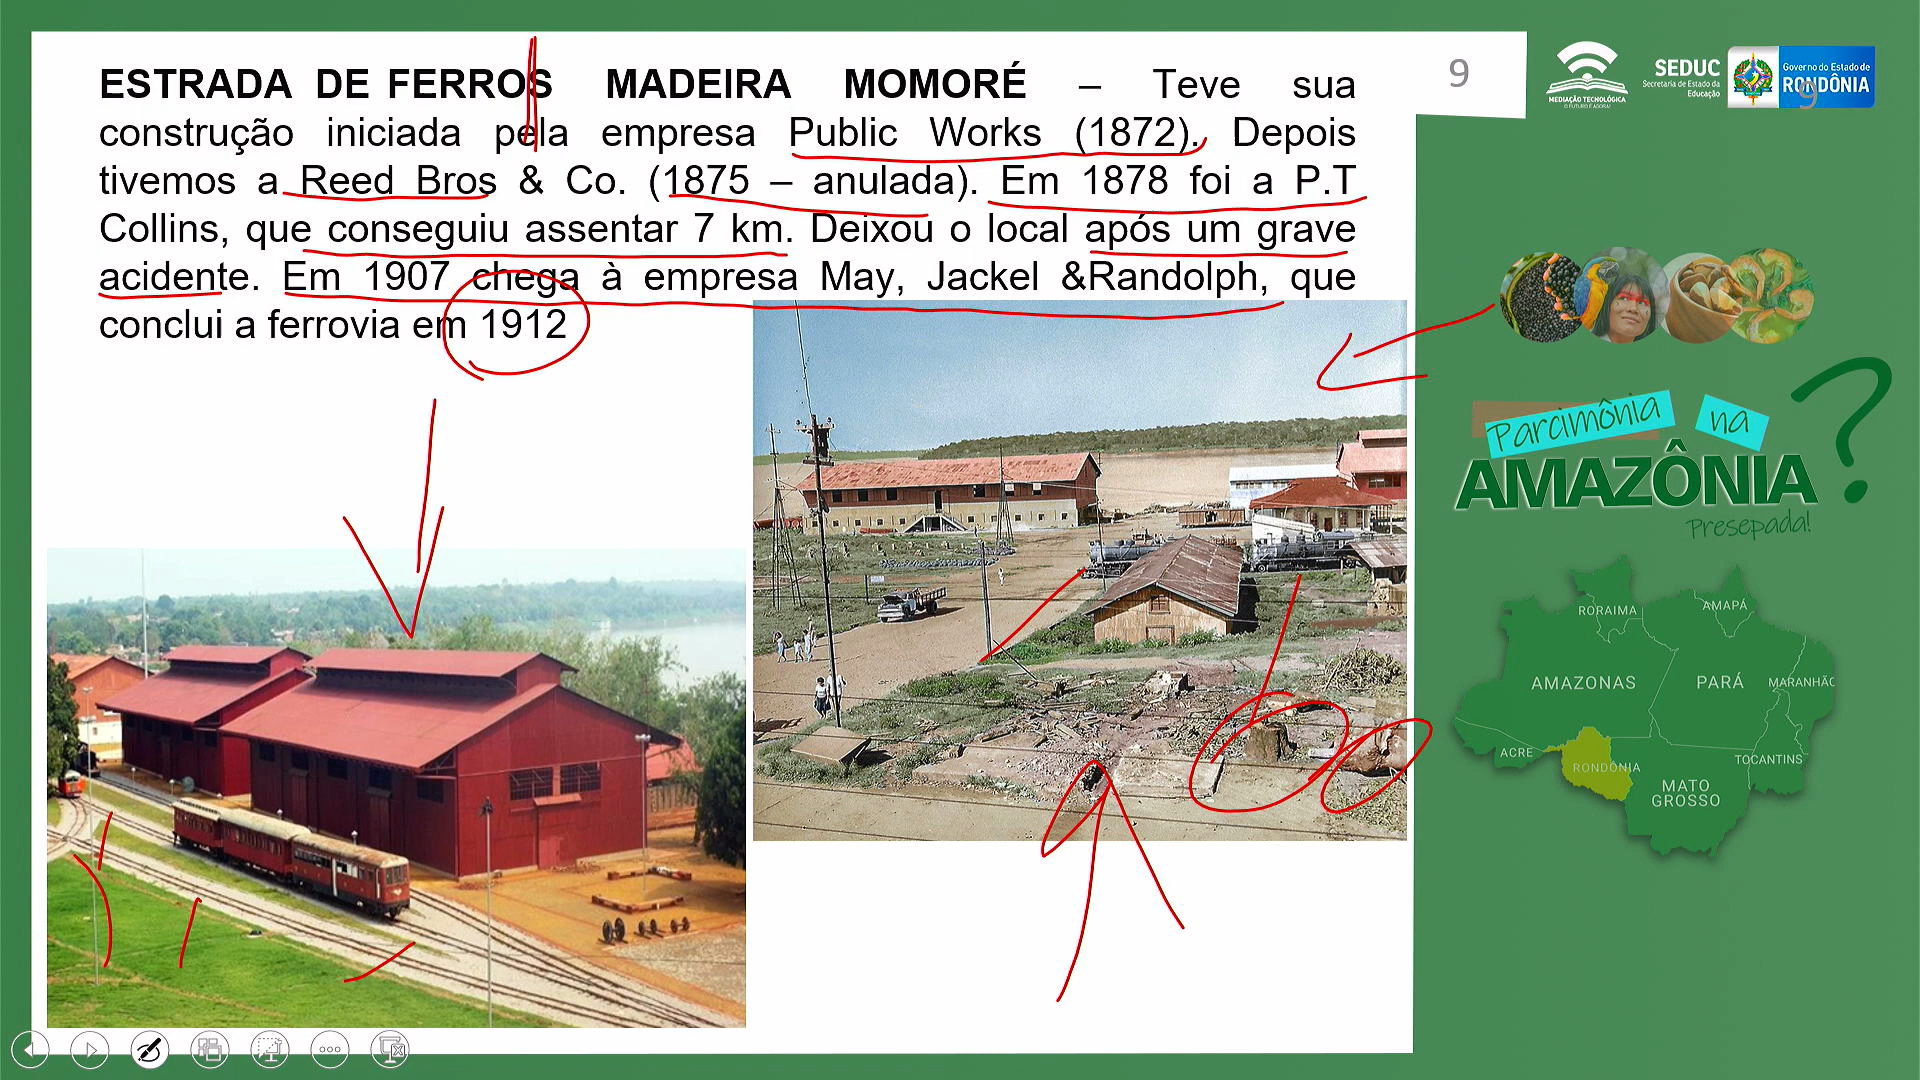 ESTRADA DE FERROS MADEIRA MOMORÉ – Teve sua
construção iniciada pela empresa Public Works (1872). Depois
tivemos a Reed Bros & Co. (1875 – anulada). Em 1878 foi a P.T
Collins, que conseguiu assentar 7 km. Deixou o local após um grave
acidente. Em 1907 chega à empresa May, Jackel &Randolph, que
conclui a ferrovia em 1912
9
MEDIAÇÃO TECNOLÓGICA
O FUTURO É AGORA!
SEDUC
Secretaria de Estado da
Educação
Governo do Estado de
RONDÔNIA
9
Parcimônia na
AMAZÔNIA?
Presepada!
RORAIMA
AMAPÁ
AMAZONAS
PARÁ
MARANHÃO
ACRE
RONDÔNIA
TOCANTINS
MATO
GROSSO